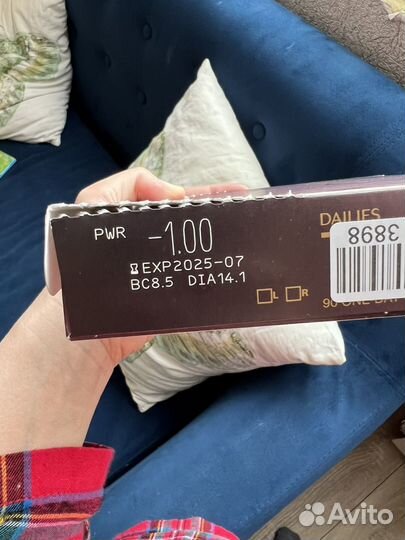 PWR -1.00
EXP2025-07
BC8.5 DIA14.1
L R
DAILIES
3898
90 ONE DAY
Avito